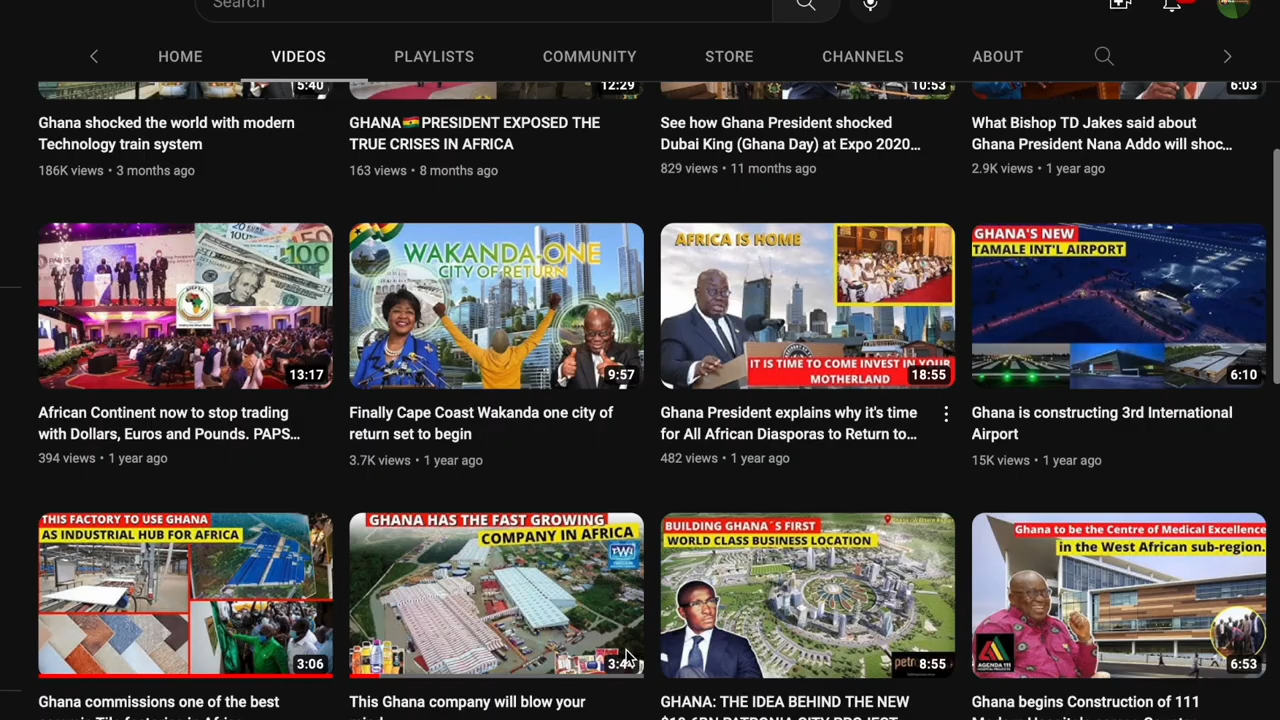 Search
HOME
VIDEOS
PLAYLISTS
COMMUNITY
STORE
CHANNELS
ABOUT
5:40
12:29
10:53
6:03
Ghana shocked the world with modern
Technology train system
186K views • 3 months ago
GHANA🇬🇭PRESIDENT EXPOSED THE
TRUE CRISES IN AFRICA
163 views • 8 months ago
See how Ghana President shocked
Dubai King (Ghana Day) at Expo 2020...
829 views • 11 months ago
What Bishop TD Jakes said about
Ghana President Nana Addo will shoc...
2.9K views • 1 year ago
20 EURO
100
13:17
African Continent now to stop trading
with Dollars, Euros and Pounds. PAPS...
394 views • 1 year ago
WAKANDA-ONE
CITY OF RETURN
9:57
Finally Cape Coast Wakanda one city of
return set to begin
3.7K views • 1 year ago
AFRICA IS HOME
IT IS TIME TO COME INVEST IN YOUR
MOTHERLAND
18:55
Ghana President explains why it's time
for All African Diasporas to Return to...
482 views • 1 year ago
GHANA'S NEW
TAMALE INT'L AIRPORT
6:10
Ghana is constructing 3rd International
Airport
15K views • 1 year ago
THIS FACTORY TO USE GHANA
AS INDUSTRIAL HUB FOR AFRICA
3:06
Ghana commissions one of the best
GHANA HAS THE FAST GROWING
COMPANY IN AFRICA
twi
This Ghana company will blow your
BUILDING GHANA´S FIRST
WORLD CLASS BUSINESS LOCATION
petr
8:55
GHANA: THE IDEA BEHIND THE NEW
Ghana to be the Centre of Medical Excellence
in the West African sub-region.
AGENDA 111
6:53
Ghana begins Construction of 111